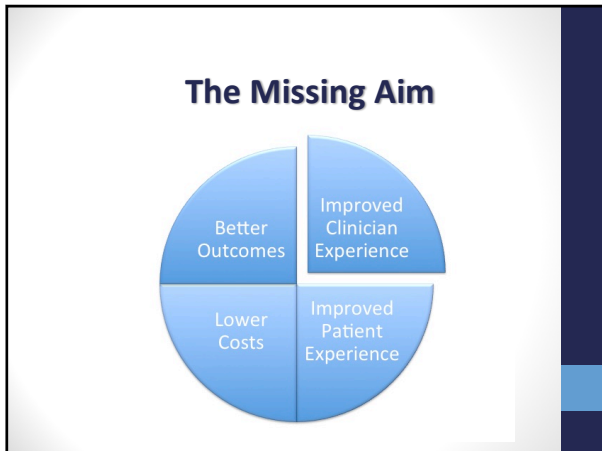 The Missing Aim
Better
Outcomes
Improved
Clinician
Experience
Lower
Costs
Improved
Patient
Experience